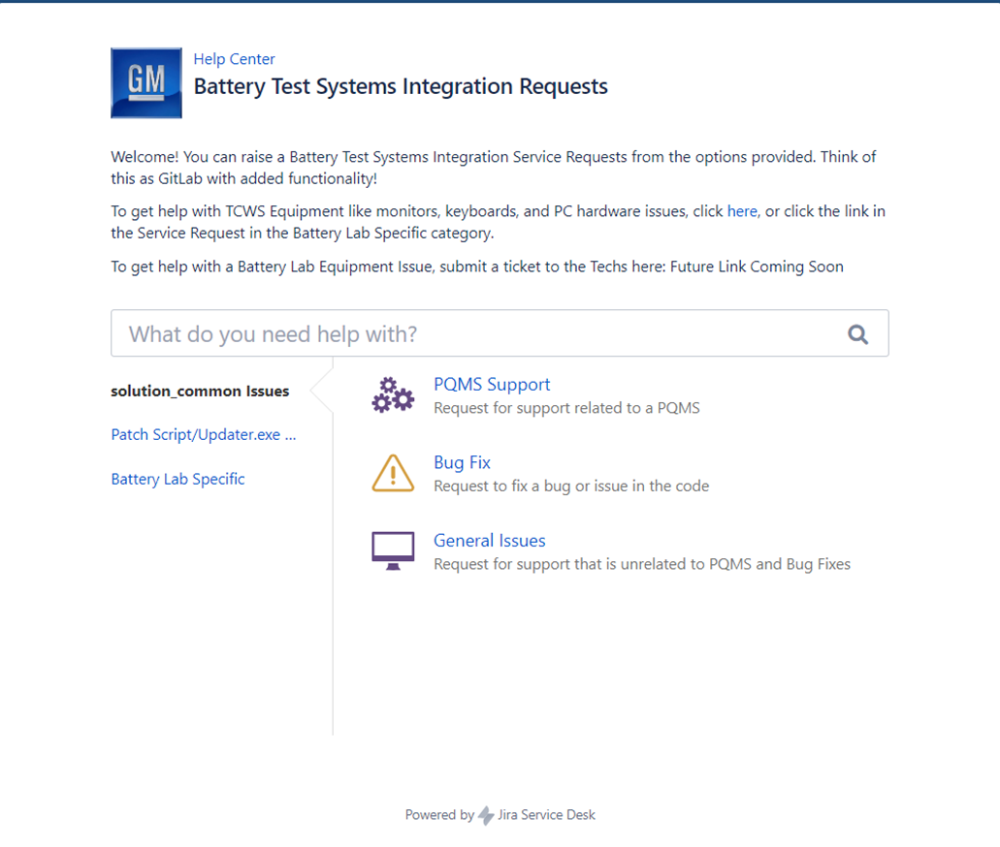 GM
Help Center
Battery Test Systems Integration Requests
Welcome! You can raise a Battery Test Systems Integration Service Requests from the options provided. Think of
this as GitLab with added functionality!
To get help with TCWS Equipment like monitors, keyboards, and PC hardware issues, click here, or click the link in
the Service Request in the Battery Lab Specific category.
To get help with a Battery Lab Equipment Issue, submit a ticket to the Techs here: Future Link Coming Soon
What do you need help with?
solution_common Issues
Patch Script/Updater.exe ...
Battery Lab Specific
PQMS Support
Request for support related to a PQMS
Bug Fix
Request to fix a bug or issue in the code
General Issues
Request for support that is unrelated to PQMS and Bug Fixes
Powered by Jira Service Desk